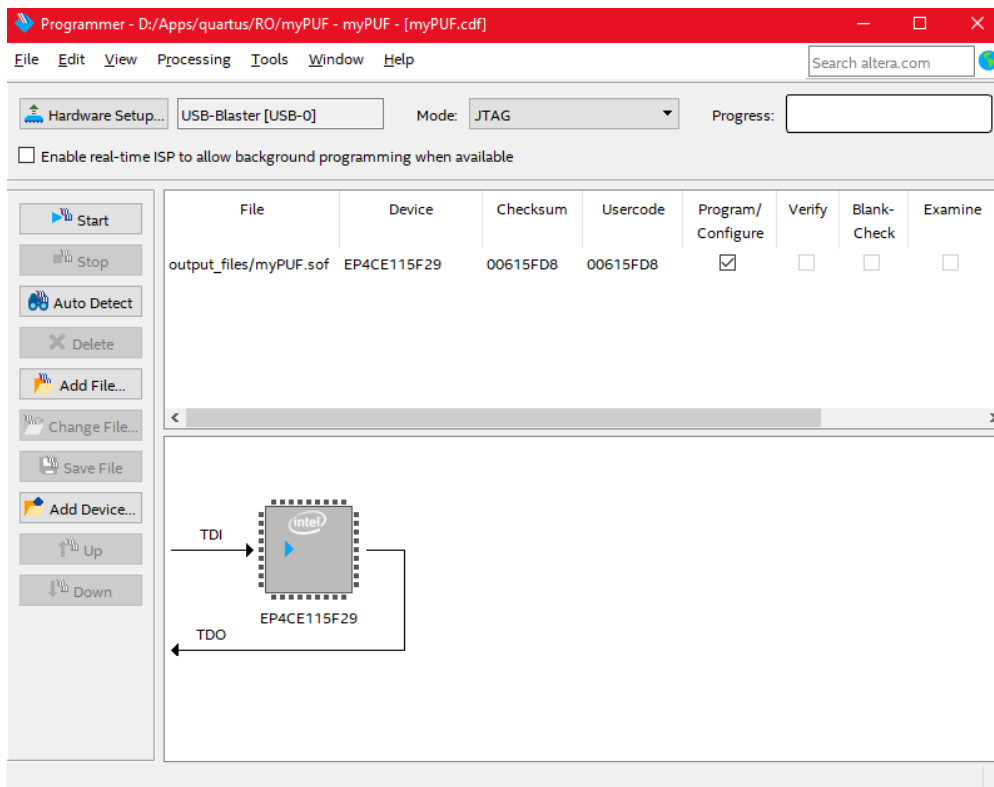 Programmer - D:/Apps/quartus/RO/myPUF - myPUF - [myPUF.cdf]
File Edit View Processing Tools Window Help
Search altera.com
Hardware Setup... USB-Blaster [USB-0] Mode: JTAG Progress:
Enable real-time ISP to allow background programming when available
Start
Stop
Auto Detect
Delete
Add File...
Change File...
Save File
Add Device...
Up
Down
File Device Checksum Usercode Program/ Verify Blank- Examine
Configure Check
output_files/myPUF.sof EP4CE115F29 00615FD8 00615FD8
intel
TDI
EP4CE115F29
TDO